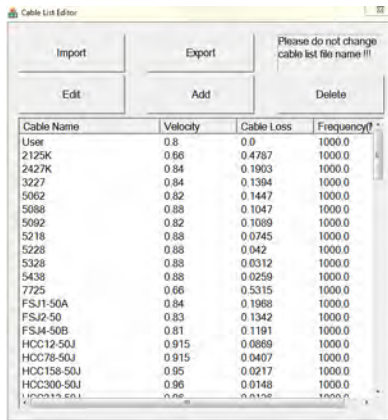 Cable List Editor
Import Export Please do not change
cable list file name !!!
Edit Add Delete
Cable Name Velocity Cable Loss Frequency(
User 0.8 0.0 1000.0
2125K 0.66 0.4787 1000.0
2427K 0.84 0.1903 1000.0
3227 0.84 0.1394 1000.0
5062 0.82 0.1447 1000.0
5088 0.88 0.1047 1000.0
5092 0.82 0.1089 1000.0
5218 0.88 0.0745 1000.0
5228 0.88 0.042 1000.0
5328 0.88 0.0312 1000.0
5438 0.88 0.0259 1000.0
7725 0.66 0.5315 1000.0
FSJ1-50A 0.84 0.1968 1000.0
FSJ2-50 0.83 0.1342 1000.0
FSJ4-50B 0.81 0.1191 1000.0
HCC12-50J 0.915 0.0869 1000.0
HCC78-50J 0.915 0.0407 1000.0
HCC158-50J 0.95 0.0217 1000.0
HCC300-50J 0.96 0.0148 1000.0